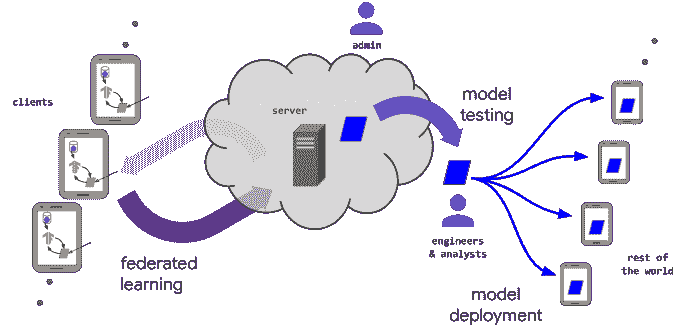 admin
clients
server
model
testing
federated
learning
engineers
& analysts
model
deployment
rest of
the world